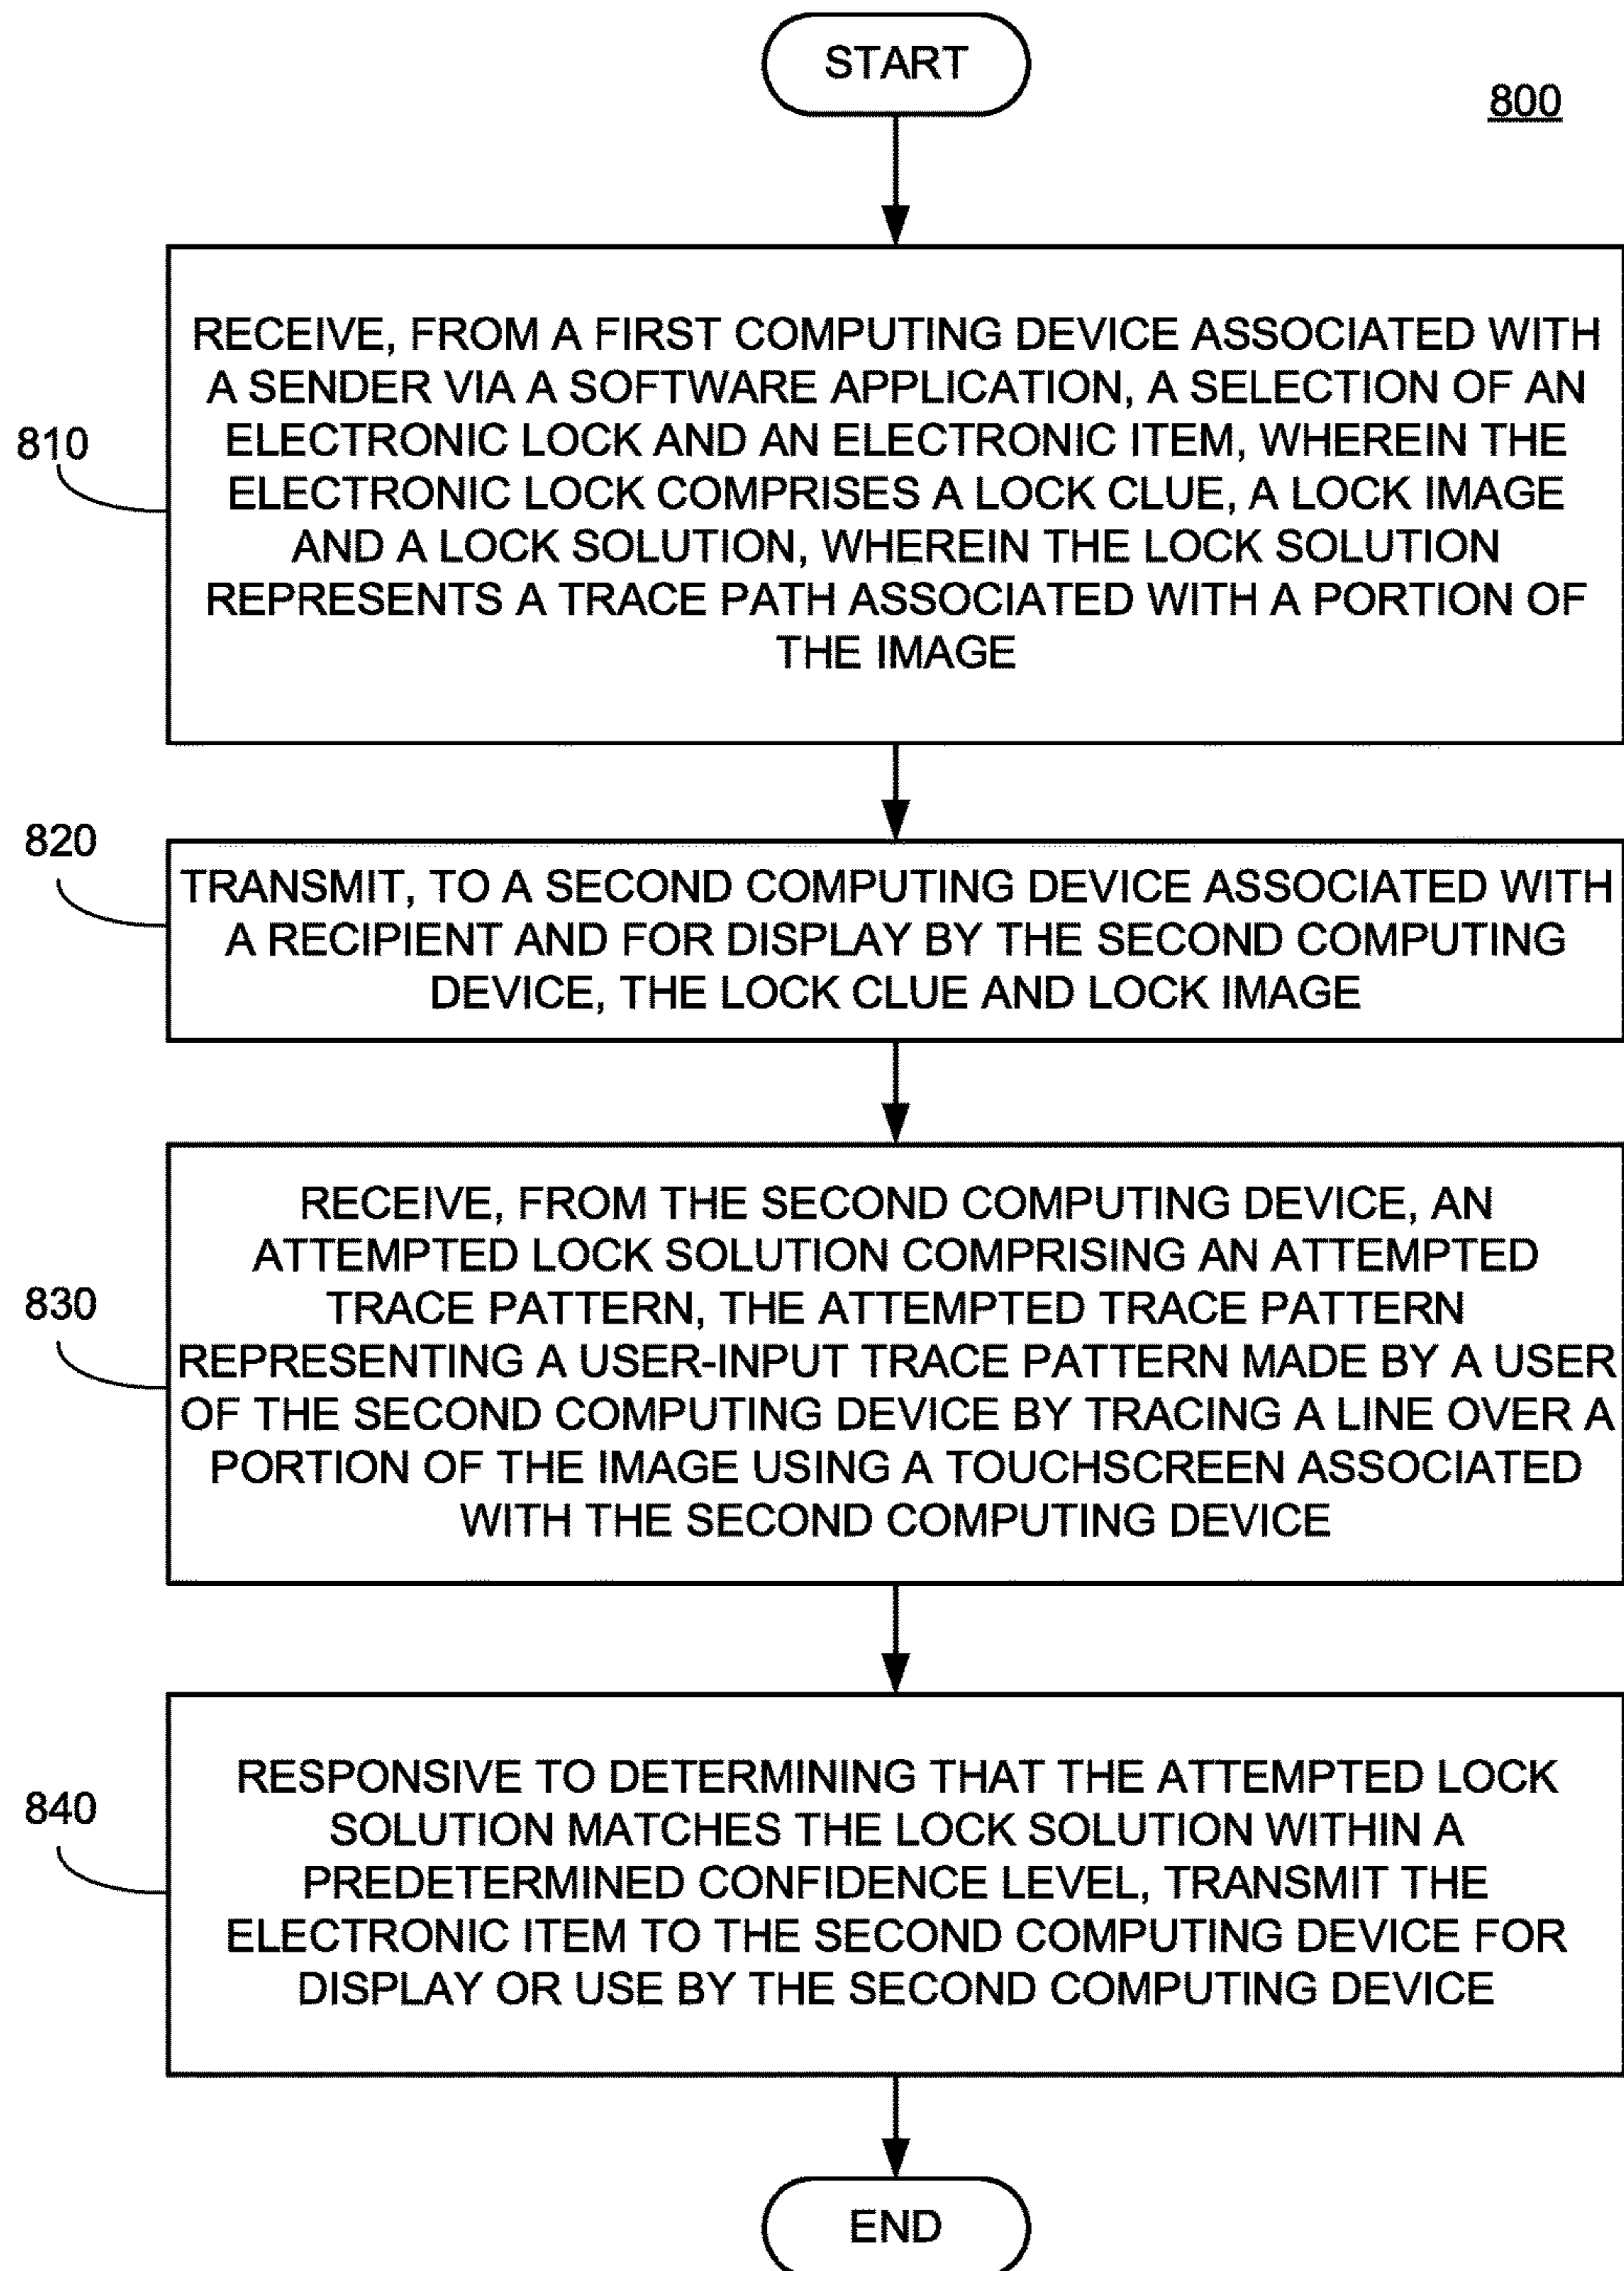 START
800
810
RECEIVE, FROM A FIRST COMPUTING DEVICE ASSOCIATED WITH
A SENDER VIA A SOFTWARE APPLICATION, A SELECTION OF AN
ELECTRONIC LOCK AND AN ELECTRONIC ITEM, WHEREIN THE
ELECTRONIC LOCK COMPRISES A LOCK CLUE, A LOCK IMAGE
AND A LOCK SOLUTION, WHEREIN THE LOCK SOLUTION
REPRESENTS A TRACE PATH ASSOCIATED WITH A PORTION OF
THE IMAGE
820
TRANSMIT, TO A SECOND COMPUTING DEVICE ASSOCIATED WITH
A RECIPIENT AND FOR DISPLAY BY THE SECOND COMPUTING
DEVICE, THE LOCK CLUE AND LOCK IMAGE
830
RECEIVE, FROM THE SECOND COMPUTING DEVICE, AN
ATTEMPTED LOCK SOLUTION COMPRISING AN ATTEMPTED
TRACE PATTERN, THE ATTEMPTED TRACE PATTERN
REPRESENTING A USER-INPUT TRACE PATTERN MADE BY A USER
OF THE SECOND COMPUTING DEVICE BY TRACING A LINE OVER A
PORTION OF THE IMAGE USING A TOUCHSCREEN ASSOCIATED
WITH THE SECOND COMPUTING DEVICE
840
RESPONSIVE TO DETERMINING THAT THE ATTEMPTED LOCK
SOLUTION MATCHES THE LOCK SOLUTION WITHIN A
PREDETERMINED CONFIDENCE LEVEL, TRANSMIT THE
ELECTRONIC ITEM TO THE SECOND COMPUTING DEVICE FOR
DISPLAY OR USE BY THE SECOND COMPUTING DEVICE
END